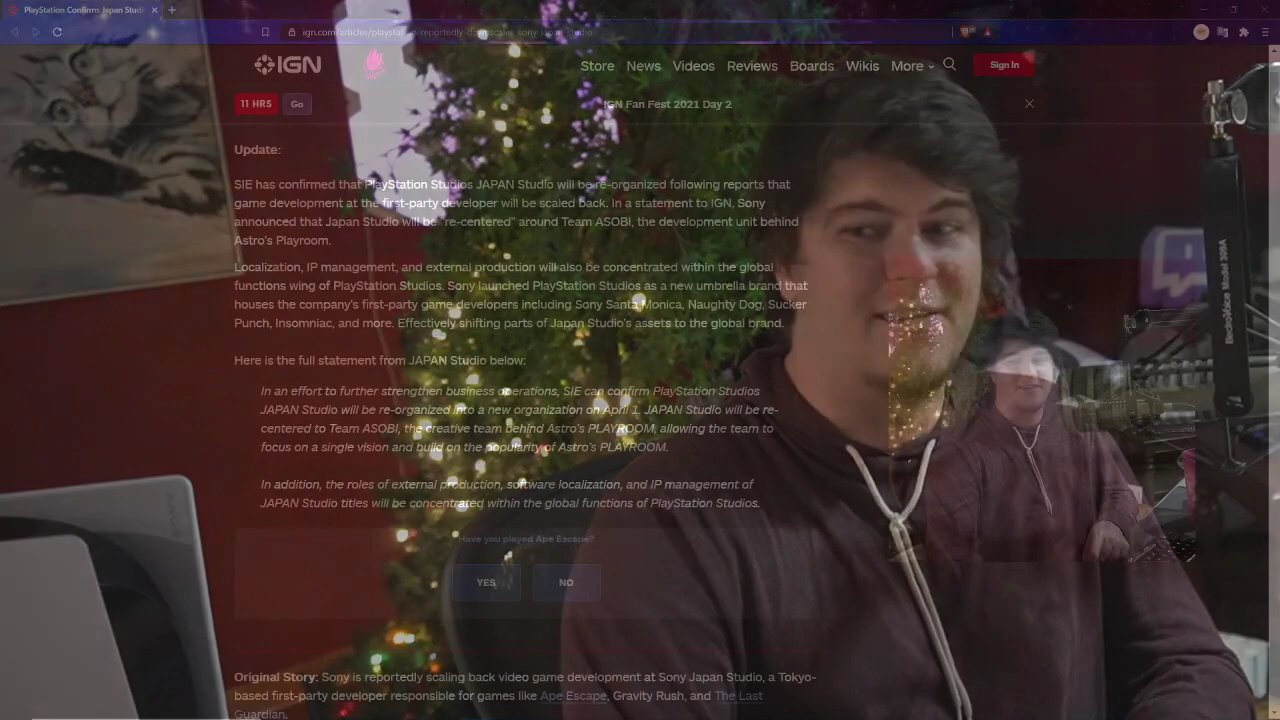 PlayStation Confirms Japan Studi
ign.com/articles/playstation-reportedly-downscales-sony-japan-studio
IGN
Store News Videos Reviews Boards Wikis More Sign In
11 HRS Go IGN Fan Fest 2021 Day 2
Update:
SIE has confirmed that PlayStation Studios JAPAN Studio will be re-organized following reports that
game development at the first-party developer will be scaled back. In a statement to IGN, Sony
announced that Japan Studio will be "re-centered" around Team ASOBI, the development unit behind
Astro's Playroom.
Localization, IP management, and external production will also be concentrated within the global
functions wing of PlayStation Studios. Sony launched PlayStation Studios as a new umbrella brand that
houses the company's first-party game developers including Sony Santa Monica, Naughty Dog, Sucker
Punch, Insomniac, and more. Effectively shifting parts of Japan Studio's assets to the global brand.
Here is the full statement from JAPAN Studio below:
In an effort to further strengthen business operations, SIE can confirm PlayStation Studios
JAPAN Studio will be re-organized into a new organization on April 1. JAPAN Studio will be re-
centered to Team ASOBI, the creative team behind Astro's PLAYROOM, allowing the team to
focus on a single vision and build on the popularity of Astro's PLAYROOM.
In addition, the roles of external production, software localization, and IP management of
JAPAN Studio titles will be concentrated within the global functions of PlayStation Studios.
Have you played Ape Escape?
YES NO
Original Story: Sony is reportedly scaling back video game development at Sony Japan Studio, a Tokyo-
based first-party developer responsible for games like Ape Escape, Gravity Rush, and The Last
Guardian.